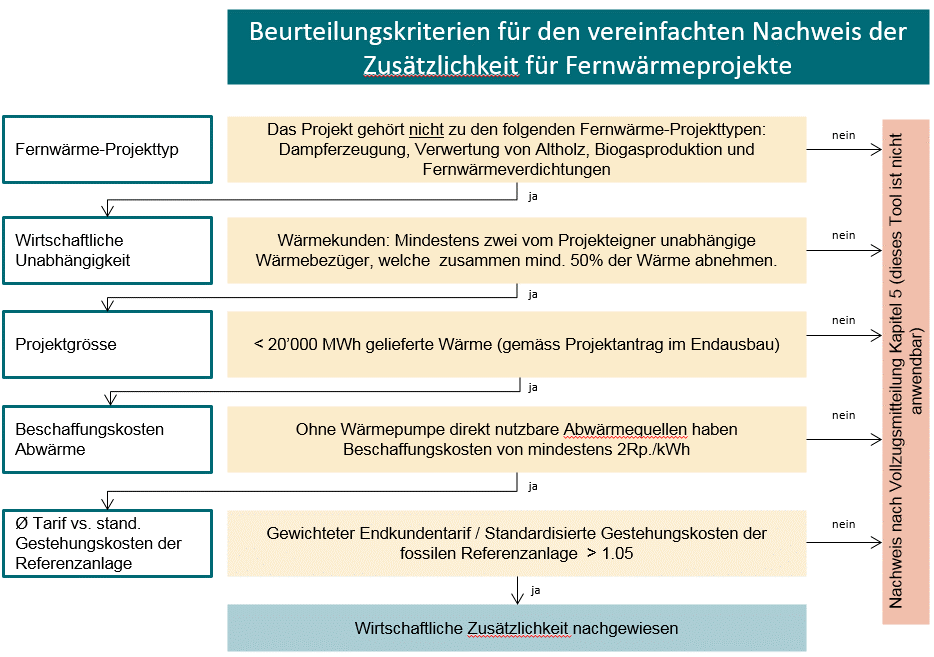 Beurteilungskriterien für den vereinfachten Nachweis der
Zusätzlichkeit für Fernwärmeprojekte
Fernwärme-Projekttyp
Das Projekt gehört nicht zu den folgenden Fernwärme-Projekttypen:
Dampferzeugung, Verwertung von Altholz, Biogasproduktion und
Fernwärmeverdichtungen
nein
ja
Wirtschaftliche
Unabhängigkeit
Wärmekunden: Mindestens zwei vom Projekteigner unabhängige
Wärmebezüger, welche zusammen mind. 50% der Wärme abnehmen.
nein
ja
Projektgrösse
< 20'000 MWh gelieferte Wärme (gemäss Projektantrag im Endausbau)
nein
ja
Beschaffungskosten
Abwärme
Ohne Wärmepumpe direkt nutzbare Abwärmequellen haben
Beschaffungskosten von mindestens 2Rp./kWh
nein
ja
Ø Tarif vs. stand.
Gestehungskosten der
Referenzanlage
Gewichteter Endkundentarif / Standardisierte Gestehungskosten der
fossilen Referenzanlage > 1.05
nein
ja
Wirtschaftliche Zusätzlichkeit nachgewiesen
Nachweis nach Vollzugsmitteilung Kapitel 5 (dieses Tool ist nicht
anwendbar)